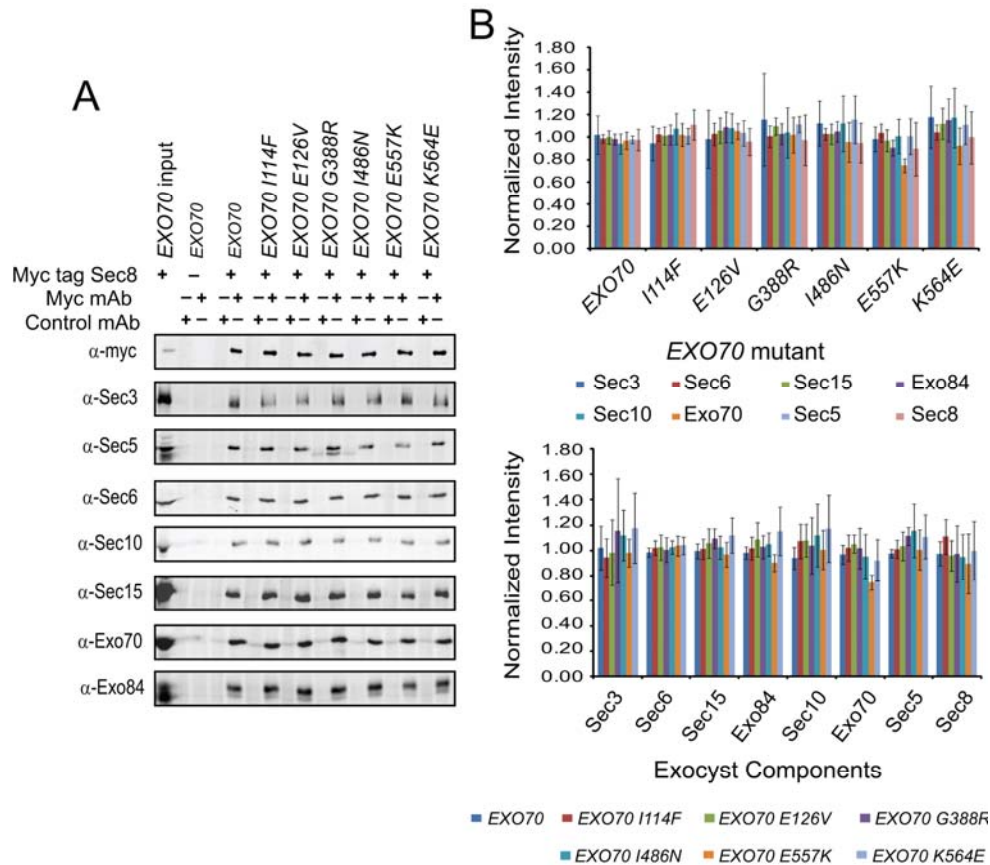 A
EXO70 input
EXO70
EXO70
EXO70 I114F
EXO70 E126V
EXO70 G388R
EXO70 I486N
EXO70 E557K
EXO70 K564E
Myc tag Sec8 + – + + + + + + +
Myc mAb – + – + – + – + – + – + – + – +
Control mAb + – + – + – + – + – + – + – + –
α-myc
α-Sec3
α-Sec5
α-Sec6
α-Sec10
α-Sec15
α-Exo70
α-Exo84
B
Normalized Intensity
1.80
1.60
1.40
1.20
1.00
0.80
0.60
0.40
0.20
0.00
EXO70
I114F
E126V
G388R
I486N
E557K
K564E
EXO70 mutant
Sec3 Sec6 Sec15 Exo84
Sec10 Exo70 Sec5 Sec8
Normalized Intensity
1.80
1.60
1.40
1.20
1.00
0.80
0.60
0.40
0.20
0.00
Sec3
Sec6
Sec15
Exo84
Sec10
Exo70
Sec5
Sec8
Exocyst Components
EXO70 EXO70 I114F EXO70 E126V EXO70 G388R
EXO70 I486N EXO70 E557K EXO70 K564E